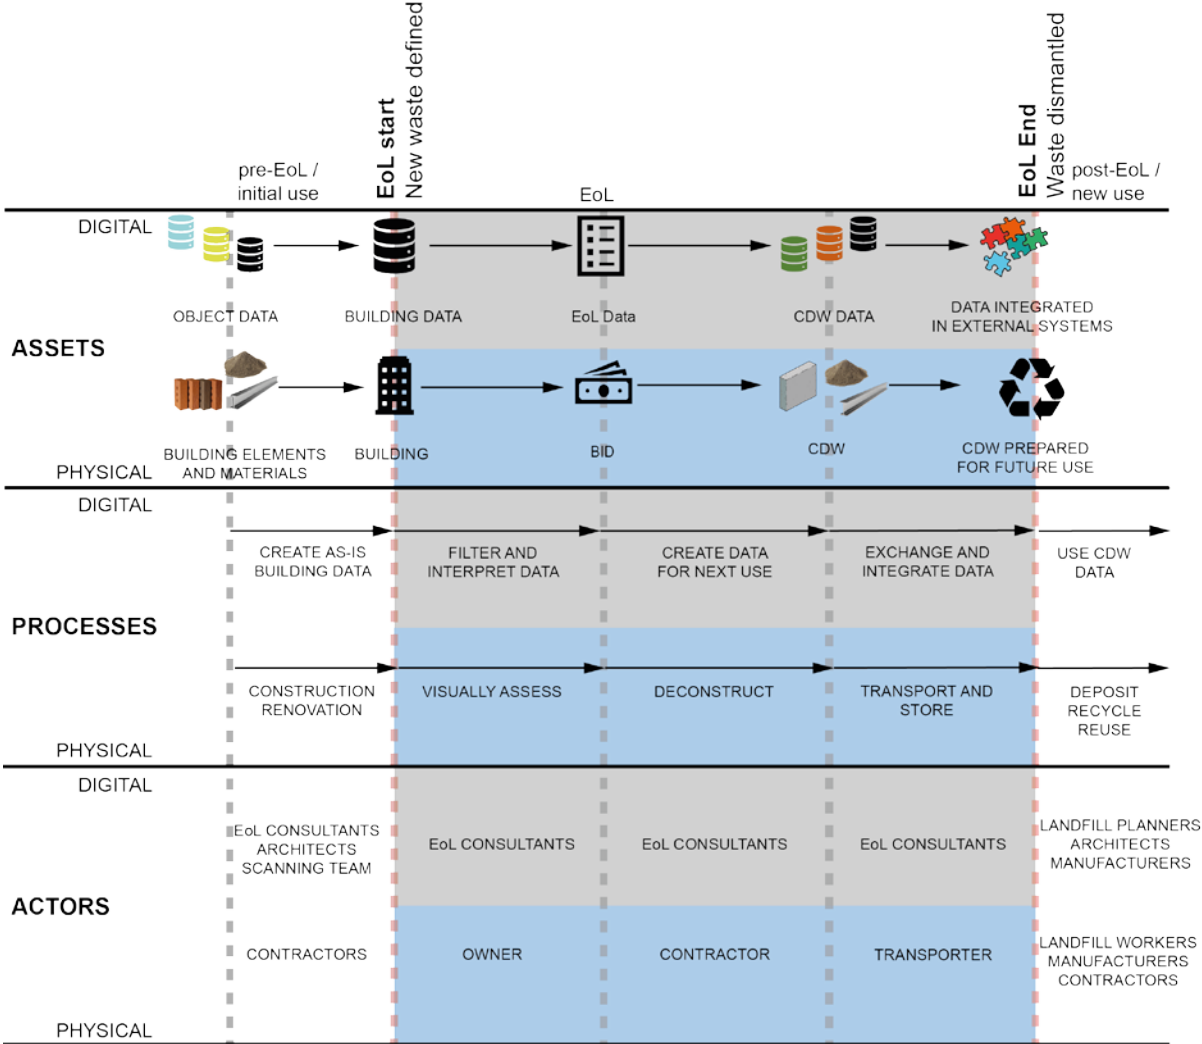 EoL start
New waste defined
EoL End
Waste dismantled
pre-EoL /
initial use
EoL
post-EoL /
new use
DIGITAL
OBJECT DATA
BUILDING DATA
EoL Data
CDW DATA
DATA INTEGRATED
IN EXTERNAL SYSTEMS
ASSETS
BUILDING ELEMENTS
AND MATERIALS
BUILDING
BID
CDW
CDW PREPARED
FOR FUTURE USE
PHYSICAL
DIGITAL
CREATE AS-IS
BUILDING DATA
FILTER AND
INTERPRET DATA
CREATE DATA
FOR NEXT USE
EXCHANGE AND
INTEGRATE DATA
USE CDW
DATA
PROCESSES
CONSTRUCTION
RENOVATION
VISUALLY ASSESS
DECONSTRUCT
TRANSPORT AND
STORE
DEPOSIT
RECYCLE
REUSE
PHYSICAL
DIGITAL
EoL CONSULTANTS
ARCHITECTS
SCANNING TEAM
EoL CONSULTANTS
EoL CONSULTANTS
EoL CONSULTANTS
LANDFILL PLANNERS
ARCHITECTS
MANUFACTURERS
ACTORS
CONTRACTORS
OWNER
CONTRACTOR
TRANSPORTER
LANDFILL WORKERS
MANUFACTURERS
CONTRACTORS
PHYSICAL